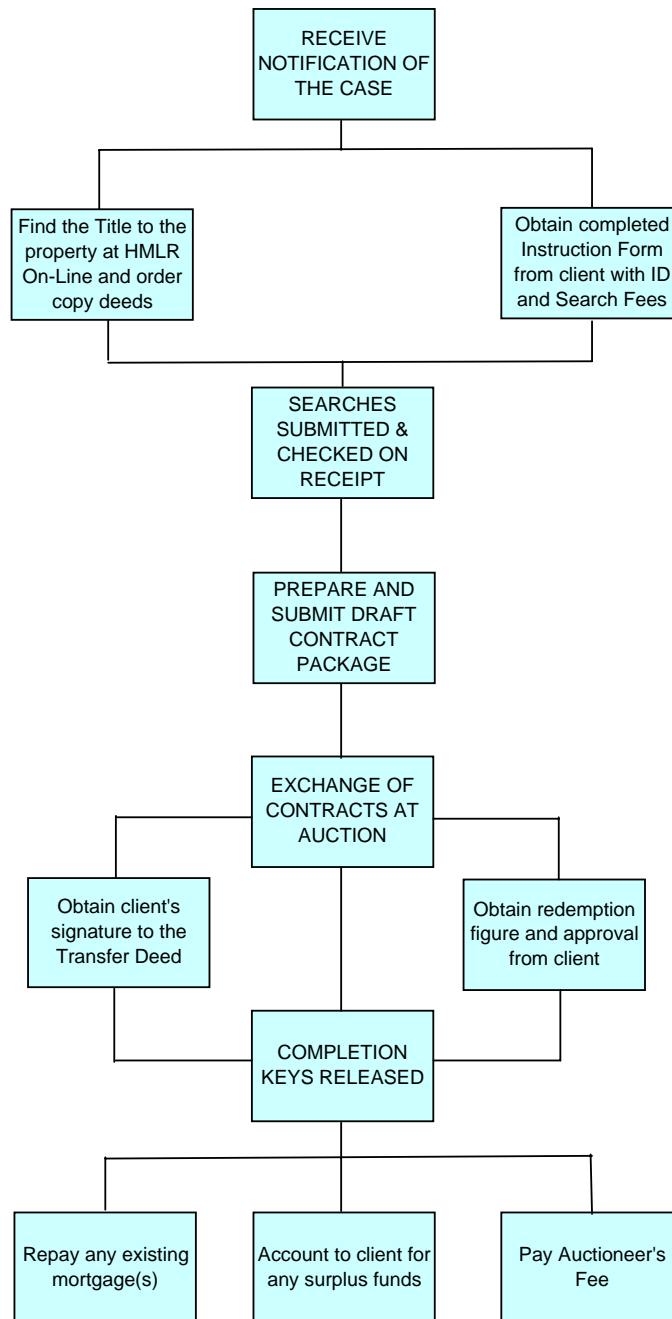 RECEIVE
NOTIFICATION OF
THE CASE
Find the Title to the
property at HMLR
On-Line and order
copy deeds
Obtain completed
Instruction Form
from client with ID
and Search Fees
SEARCHES
SUBMITTED &
CHECKED ON
RECEIPT
PREPARE AND
SUBMIT DRAFT
CONTRACT
PACKAGE
EXCHANGE OF
CONTRACTS AT
AUCTION
Obtain client's
signature to the
Transfer Deed
Obtain redemption
figure and approval
from client
COMPLETION
KEYS RELEASED
Repay any existing
mortgage(s)
Account to client for
any surplus funds
Pay Auctioneer's
Fee